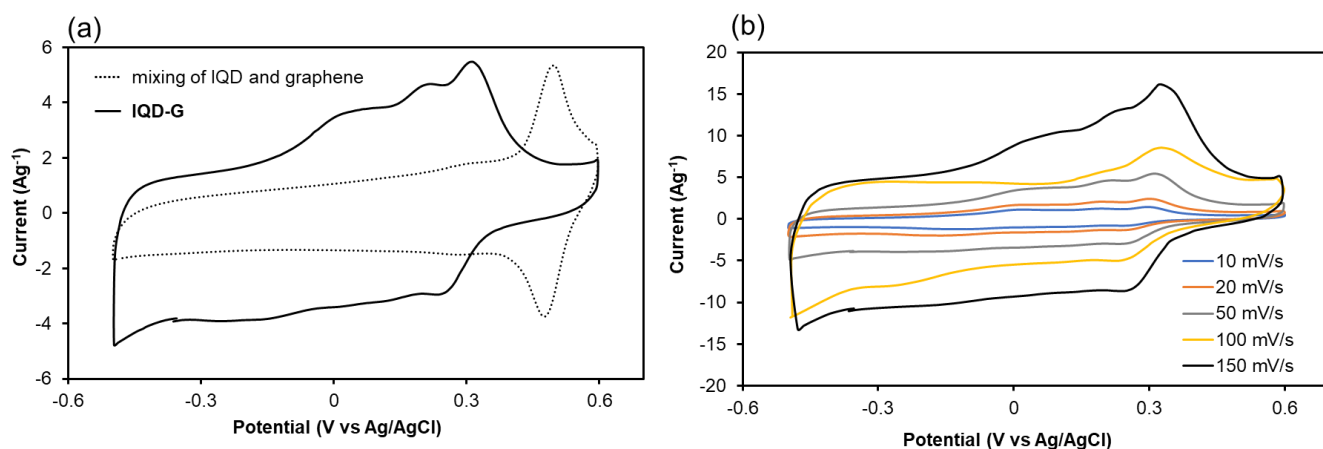 (a)
Current (Ag⁻¹)
6
4
2
0
-2
-4
-6
mixing of IQD and graphene
IQD-G
-0.6
-0.3
0
0.3
0.6
Potential (V vs Ag/AgCl)
(b)
Current (Ag⁻¹)
20
15
10
5
0
-5
-10
-15
-20
10 mV/s
20 mV/s
50 mV/s
100 mV/s
150 mV/s
-0.6
-0.3
0
0.3
0.6
Potential (V vs Ag/AgCl)